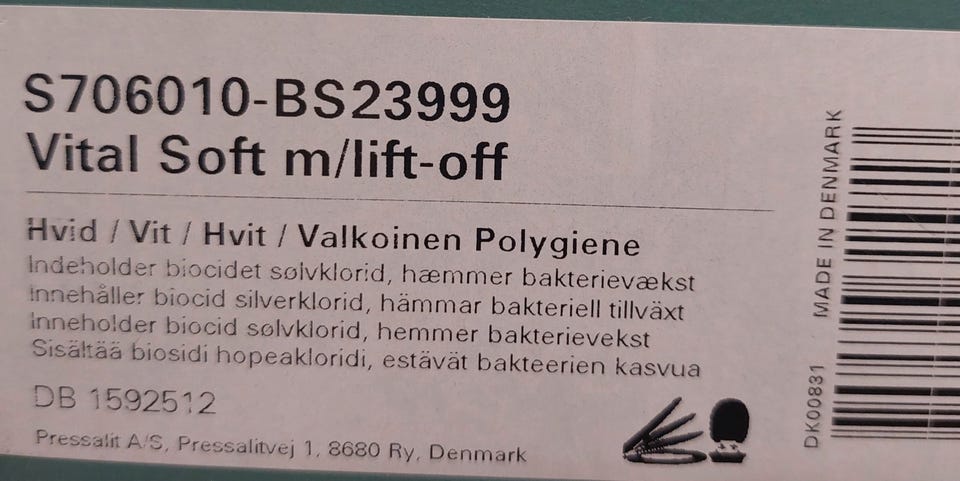 S706010-BS23999
Vital Soft m/lift-off
Hvid / Vit / Hvit / Valkoinen Polygiene
Indeholder biocidet sølvklorid, hæmmer bakterievækst
Innehåller biocid silverklorid, hämmar bakteriell tillväxt
Inneholder biocid sølvklorid, hemmer bakterievekst
Sisältää biosidi hopeakloridi, estävät bakteerien kasvua
DB 1592512
Pressalit A/S, Pressalitvej 1, 8680 Ry, Denmark
MADE IN DENMARK
DK00831